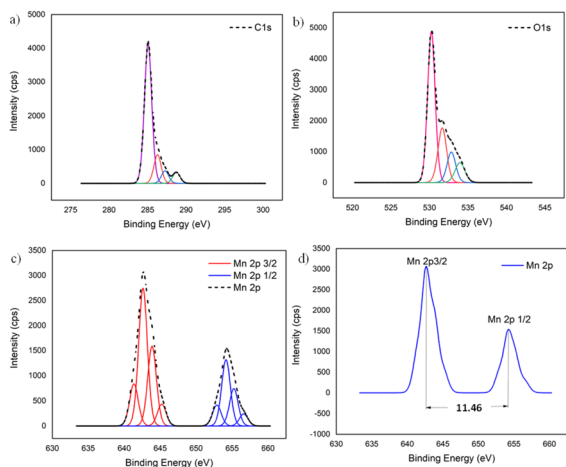 a)
C1s
5000
4000
3000
2000
1000
0
Intensity (cps)
275 280 285 290 295 300
Binding Energy (eV)
b)
O1s
5000
4000
3000
2000
1000
0
Intensity (cps)
520 525 530 535 540 545
Binding Energy (eV)
c)
Mn 2p 3/2
Mn 2p 1/2
Mn 2p
3500
3000
2500
2000
1500
1000
500
0
Intensity (cps)
630 635 640 645 650 655 660
Binding Energy (eV)
d)
Mn 2p
Mn 2p3/2
Mn 2p 1/2
11.46
3500
3000
2500
2000
1500
1000
500
0
-500
-1000
Intensity (cps)
630 635 640 645 650 655 660
Binding Energy (eV)